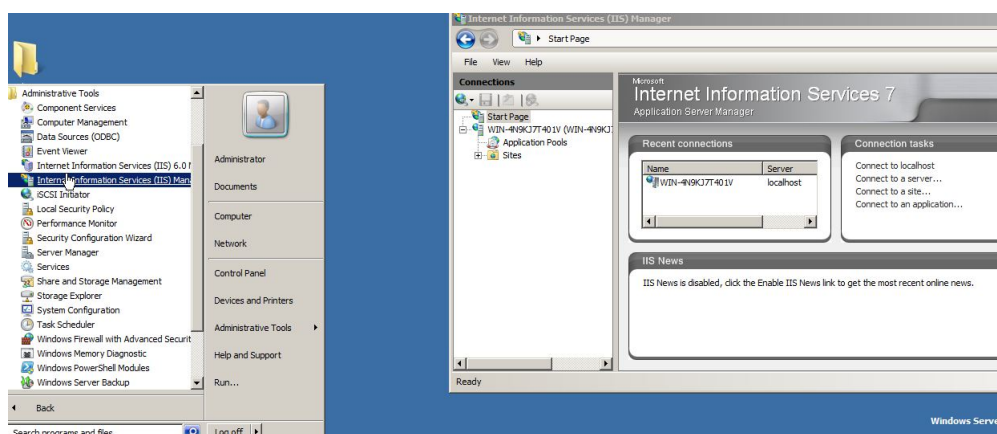 Administrative Tools
Component Services
Computer Management
Data Sources (ODBC)
Event Viewer
Internet Information Services (IIS) 6.0
Internet Information Services (IIS) Man
iSCSI Initiator
Local Security Policy
Performance Monitor
Security Configuration Wizard
Server Manager
Services
Share and Storage Management
Storage Explorer
System Configuration
Task Scheduler
Windows Firewall with Advanced Securit
Windows Memory Diagnostic
Windows PowerShell Modules
Windows Server Backup
Back
Search programs and files
Administrator
Documents
Computer
Network
Control Panel
Devices and Printers
Administrative Tools
Help and Support
Run...
Log off
Internet Information Services (IIS) Manager
Start Page
File View Help
Connections
Start Page
WIN-4N9KJ7T401V (WIN-4N9KJ7
Application Pools
Sites
Microsoft
Internet Information Services 7
Application Server Manager
Recent connections
Name Server
WIN-4N9KJ7T401V localhost
Connection tasks
Connect to localhost
Connect to a server...
Connect to a site...
Connect to an application...
IIS News
IIS News is disabled, click the Enable IIS News link to get the most recent online news.
Ready
Windows Serve